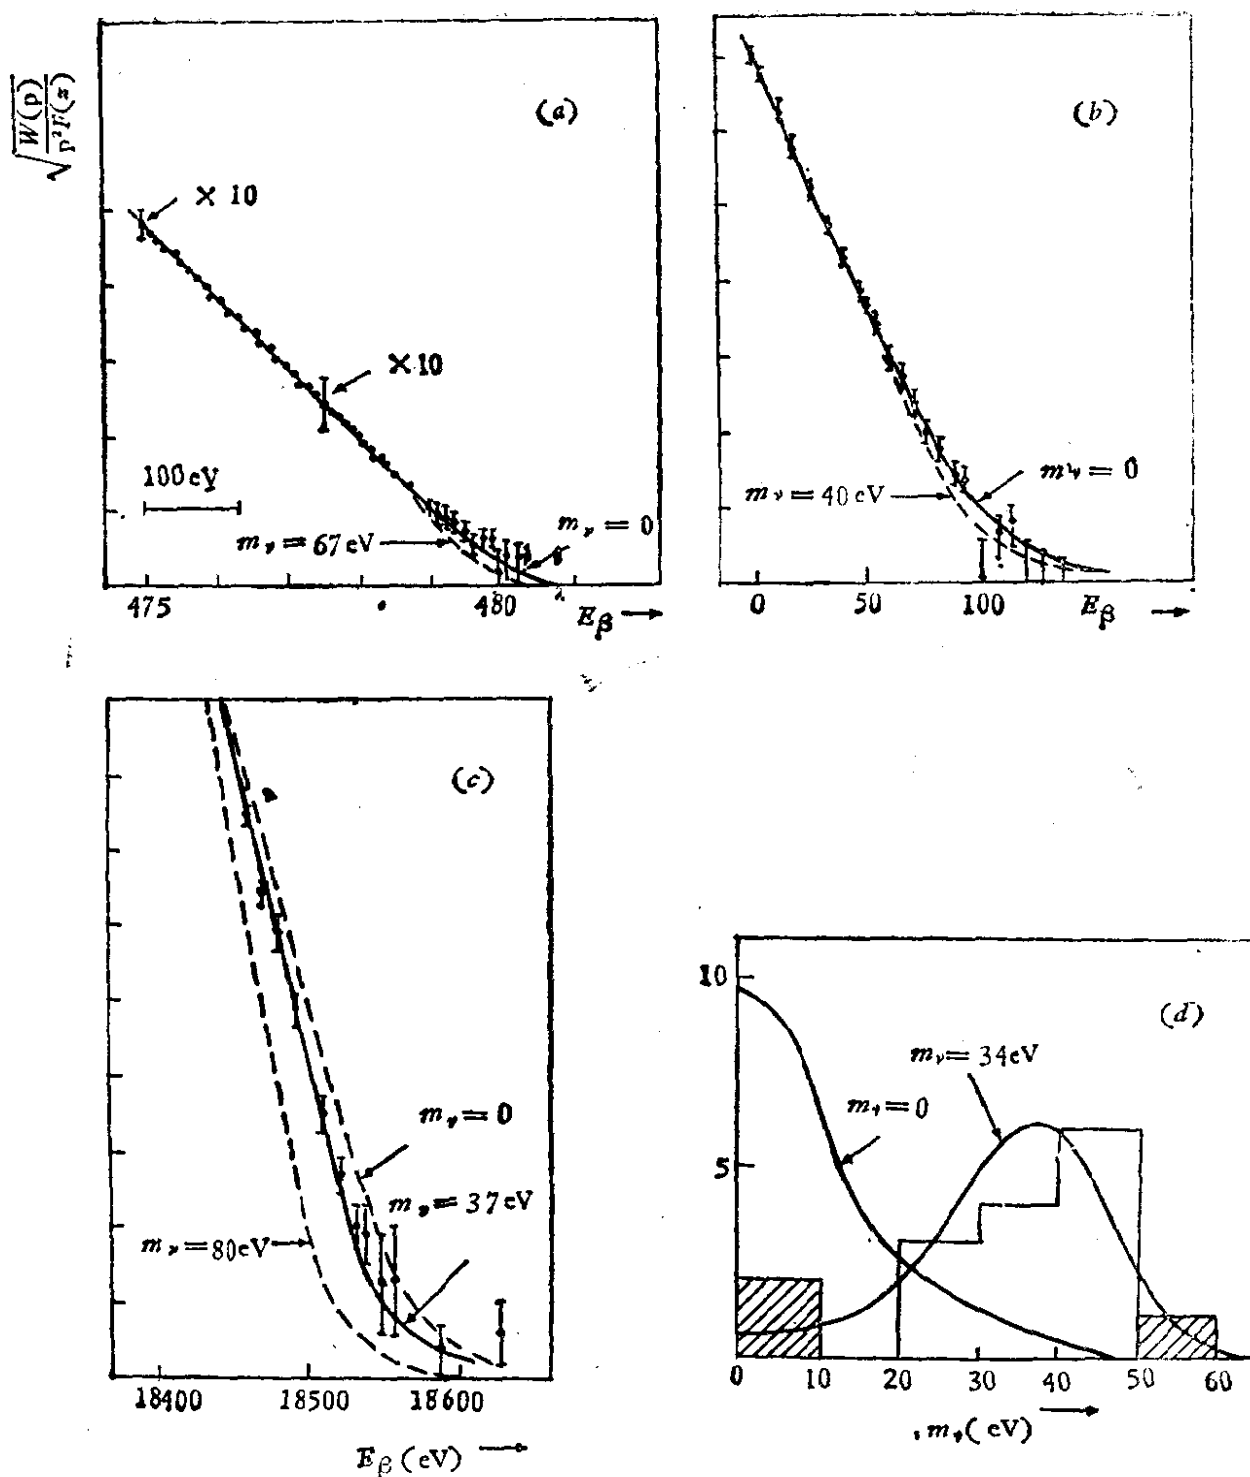 √(W(p)/p²F(z))
(a)
× 10
× 10
100 eV
m_ν = 67 eV
m_ν = 0
475
480
E_β →
(b)
m_ν = 0
m_ν = 40 eV
0
50
100
E_β →
(c)
m_ν = 0
m_ν = 37 eV
m_ν = 80 eV
18400
18500
18600
E_β (eV) →
(d)
10
5
m_ν = 34 eV
m_ν = 0
0
10
20
30
40
50
60
m_ν (eV)